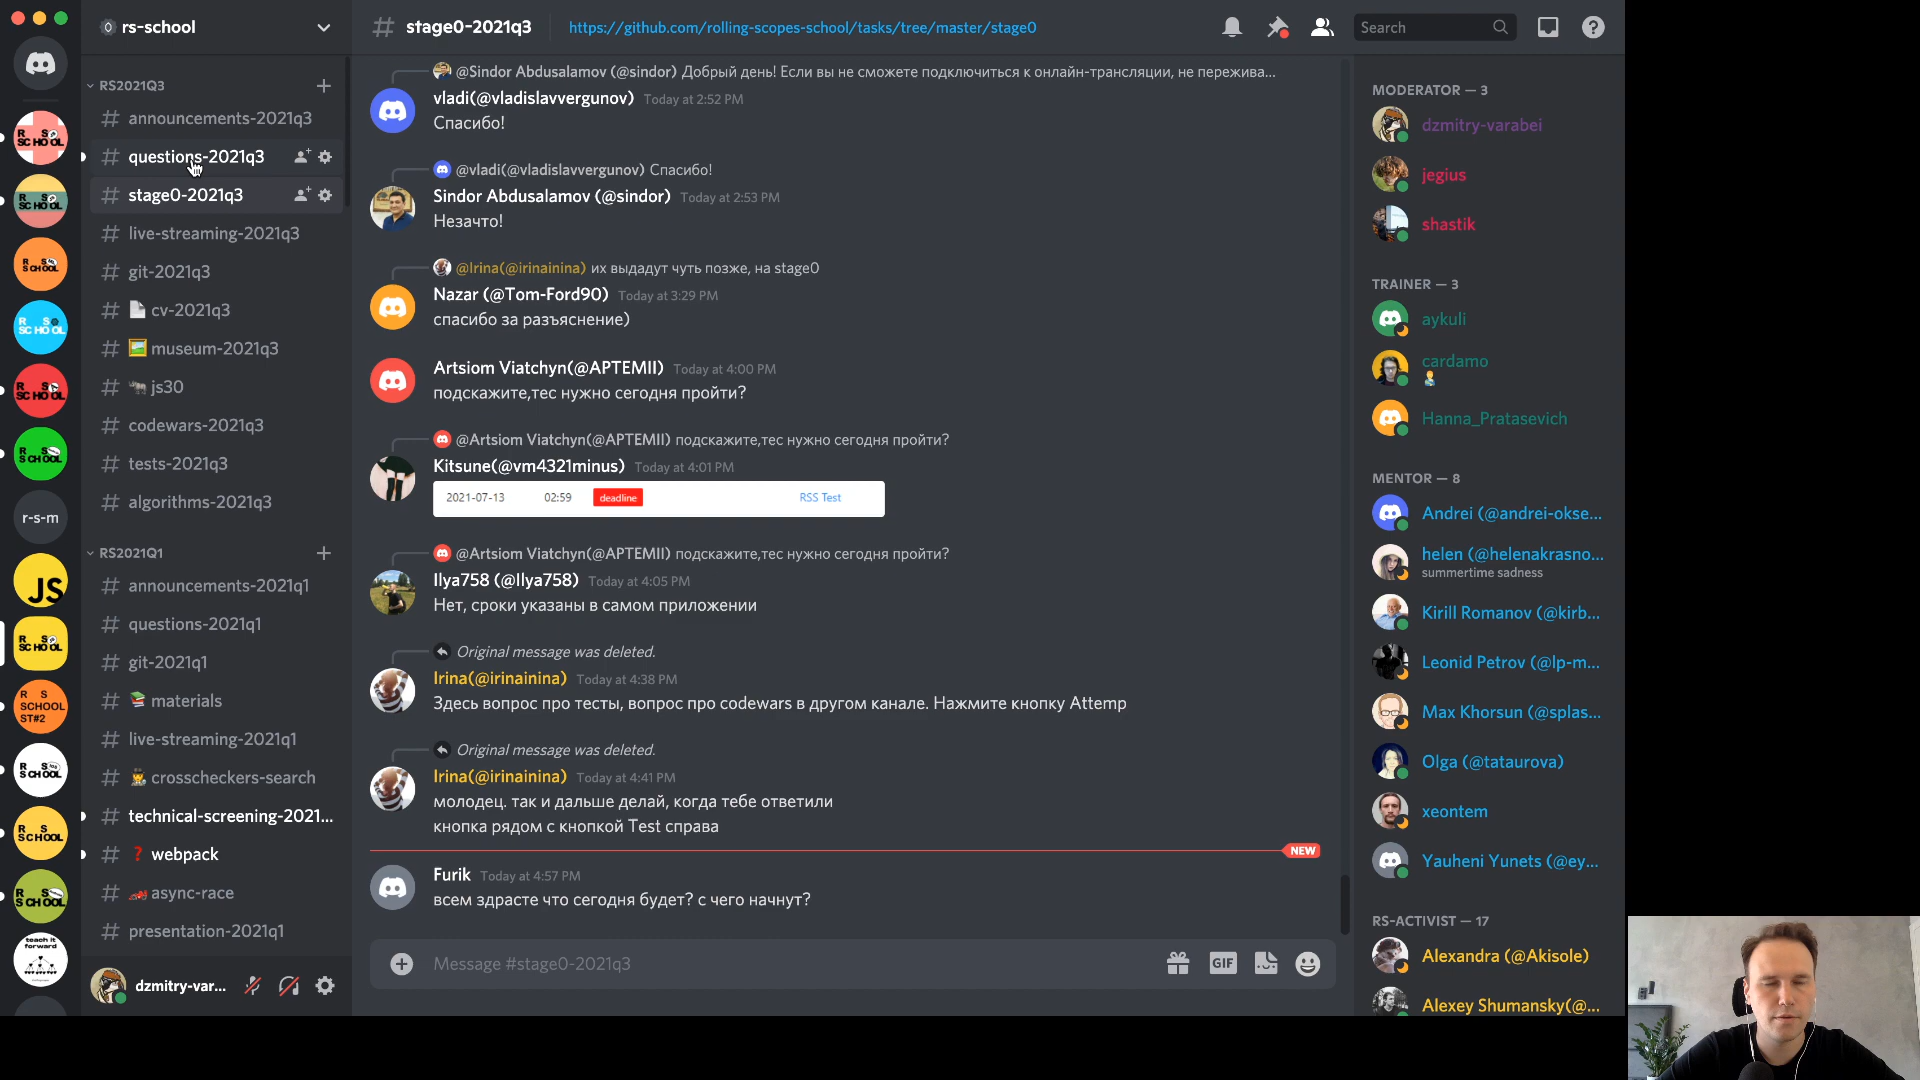 rs-school
RS2021Q3
announcements-2021q3
questions-2021q3
stage0-2021q3
live-streaming-2021q3
git-2021q3
cv-2021q3
museum-2021q3
js30
codewars-2021q3
tests-2021q3
algorithms-2021q3
RS2021Q1
announcements-2021q1
questions-2021q1
git-2021q1
materials
live-streaming-2021q1
crosscheckers-search
technical-screening-2021...
webpack
async-race
presentation-2021q1
dzmitry-var...
r-s-m
JS
R S
SCHOOL
ST#2
teach it
forward
# stage0-2021q3
https://github.com/rolling-scopes-school/tasks/tree/master/stage0
Search
@Sindor Abdusalamov (@sindor) Добрый день! Если вы не сможете подключиться к онлайн-трансляции, не пережива...
vladi(@vladislavvergunov) Today at 2:52 PM
Спасибо!
@vladi(@vladislavvergunov) Спасибо!
Sindor Abdusalamov (@sindor) Today at 2:53 PM
Незачто!
@Irina(@irinainina) их выдадут чуть позже, на stage0
Nazar (@Tom-Ford90) Today at 3:29 PM
спасибо за разъяснение)
Artsiom Viatchyn(@APTEMII) Today at 4:00 PM
подскажите,тес нужно сегодня пройти?
@Artsiom Viatchyn(@APTEMII) подскажите,тес нужно сегодня пройти?
Kitsune(@vm4321minus) Today at 4:01 PM
2021-07-13 02:59 deadline RSS Test
@Artsiom Viatchyn(@APTEMII) подскажите,тес нужно сегодня пройти?
Ilya758 (@Ilya758) Today at 4:05 PM
Нет, сроки указаны в самом приложении
Original message was deleted.
Irina(@irinainina) Today at 4:38 PM
Здесь вопрос про тесты, вопрос про codewars в другом канале. Нажмите кнопку Attemp
Original message was deleted.
Irina(@irinainina) Today at 4:41 PM
молодец. так и дальше делай, когда тебе ответили
кнопка рядом с кнопкой Test справа
NEW
Furik Today at 4:57 PM
всем здрасте что сегодня будет? с чего начнут?
Message #stage0-2021q3
GIF
MODERATOR — 3
dzmitry-varabei
jegius
shastik
TRAINER — 3
aykuli
cardamo
Hanna_Pratasevich
MENTOR — 8
Andrei (@andrei-okse...
helen (@helenakrasno...
summertime sadness
Kirill Romanov (@kirb...
Leonid Petrov (@lp-m...
Max Khorsun (@splas...
Olga (@tataurova)
xeontem
Yauheni Yunets (@ey...
RS-ACTIVIST — 17
Alexandra (@Akisole)
Alexey Shumansky(@...